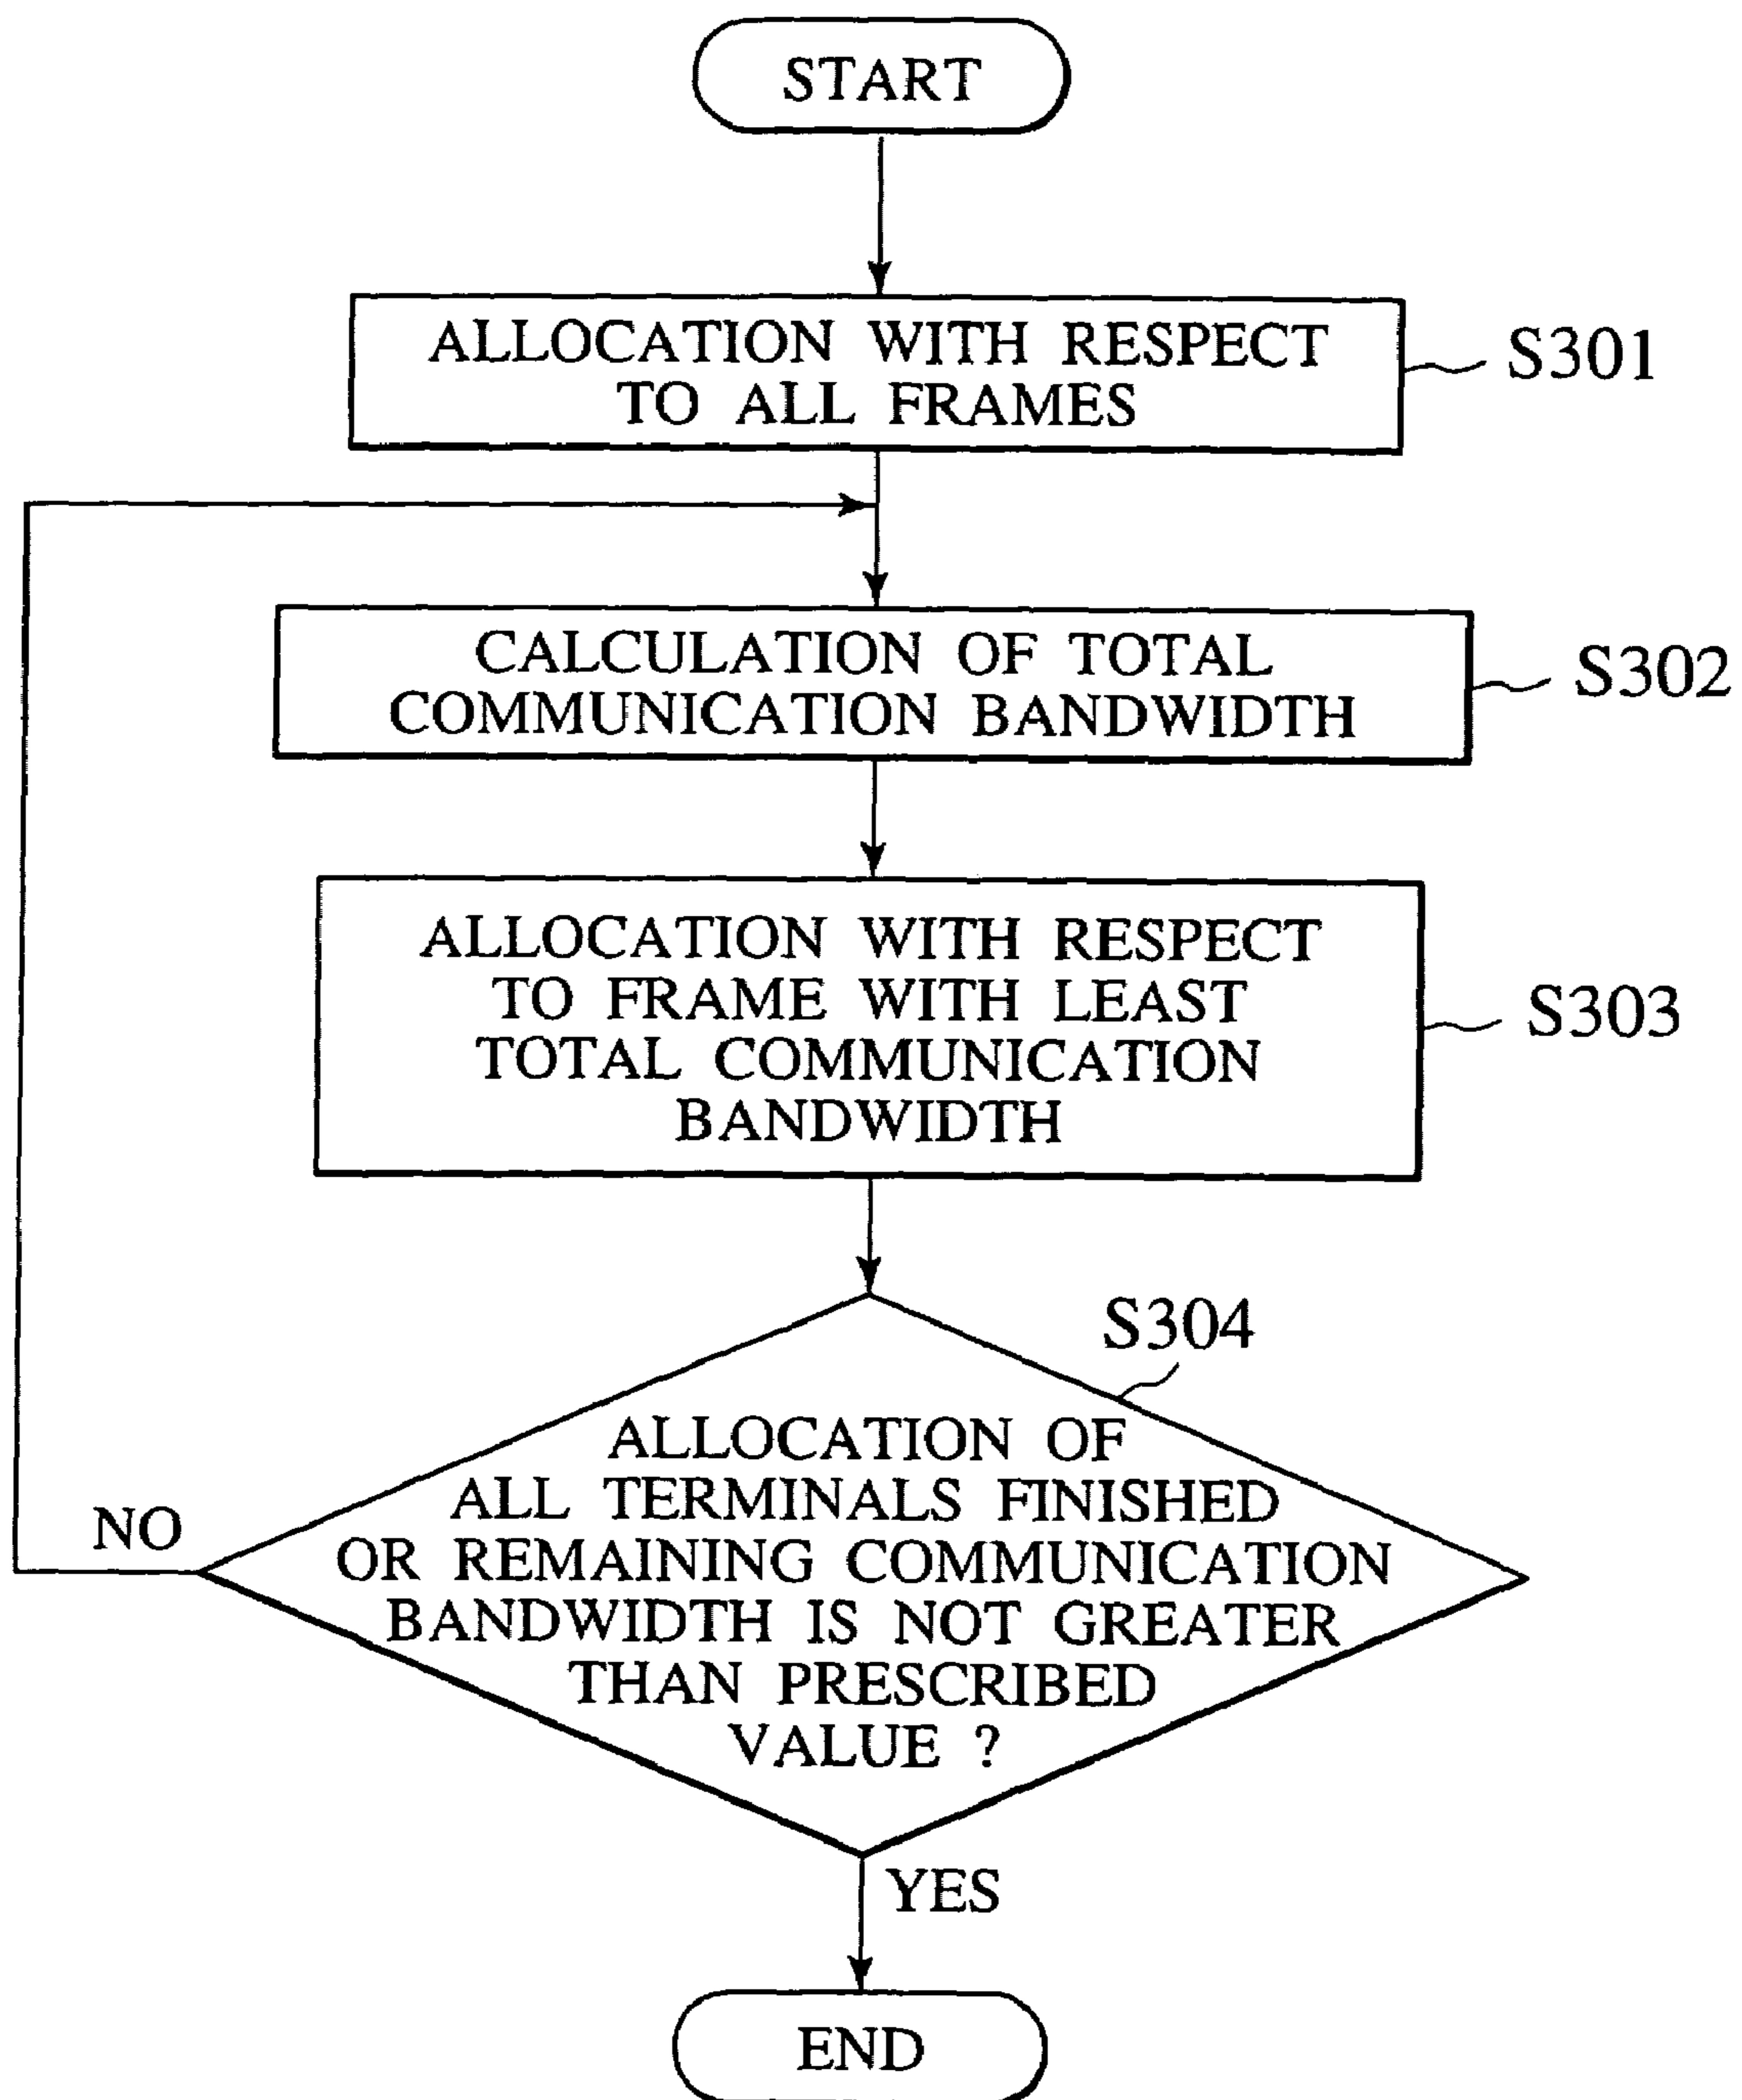 START
ALLOCATION WITH RESPECT
TO ALL FRAMES
S301
CALCULATION OF TOTAL
COMMUNICATION BANDWIDTH
S302
ALLOCATION WITH RESPECT
TO FRAME WITH LEAST
TOTAL COMMUNICATION
BANDWIDTH
S303
S304
ALLOCATION OF
ALL TERMINALS FINISHED
OR REMAINING COMMUNICATION
BANDWIDTH IS NOT GREATER
THAN PRESCRIBED
VALUE ?
NO
YES
END